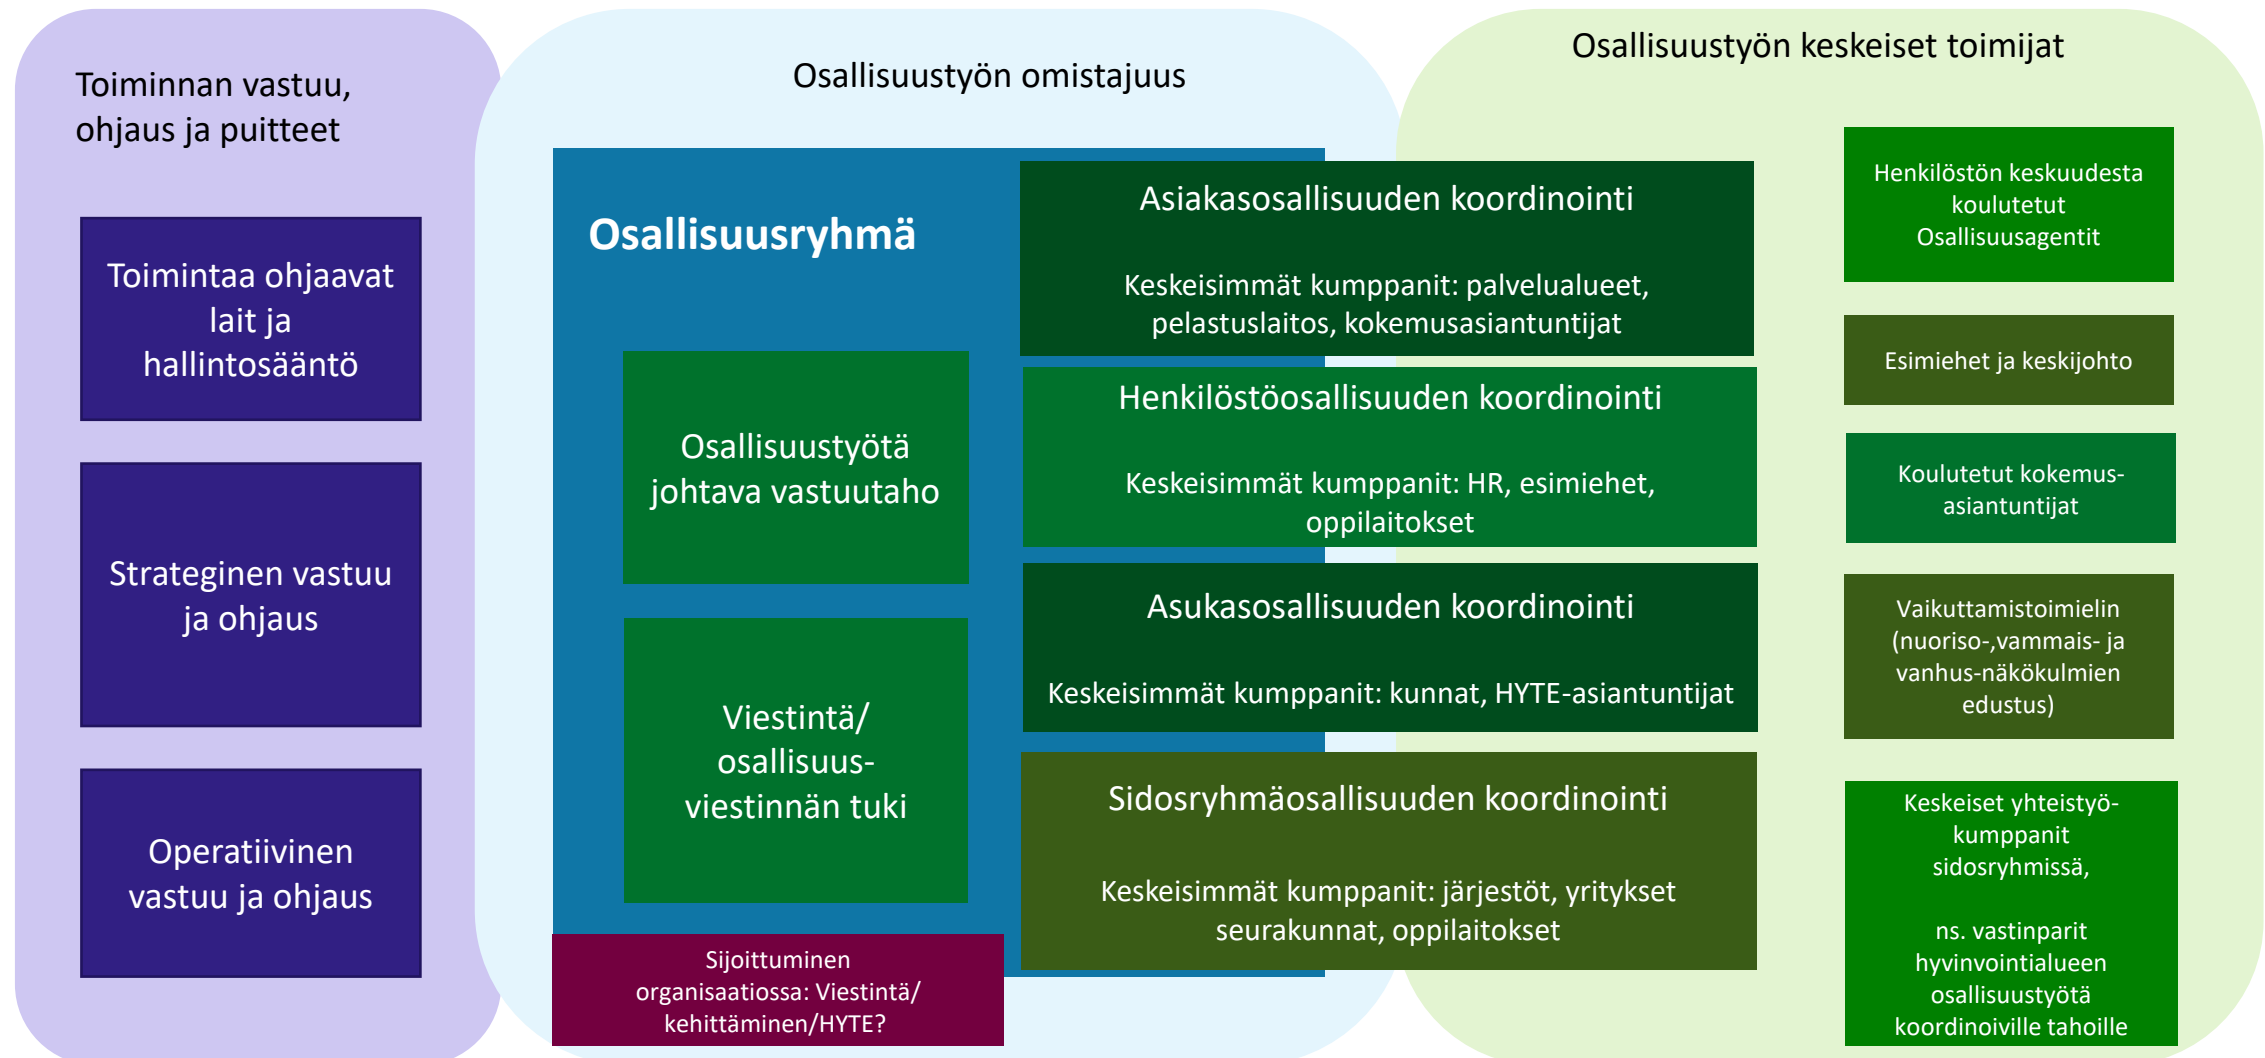 Toiminnan vastuu,
ohjaus ja puitteet
Toimintaa ohjaavat
lait ja
hallintosääntö
Strateginen vastuu
ja ohjaus
Operatiivinen
vastuu ja ohjaus
Osallisuustyön omistajuus
Osallisuusryhmä
Osallisuustyötä
johtava vastuutaho
Viestintä/
osallisuus-
viestinnän tuki
Sijoittuminen
organisaatiossa: Viestintä/
kehittäminen/HYTE?
Asiakasosallisuuden koordinointi
Keskeisimmät kumppanit: palvelualueet,
pelastuslaitos, kokemusasiantuntijat
Henkilöstöosallisuuden koordinointi
Keskeisimmät kumppanit: HR, esimiehet,
oppilaitokset
Asukasosallisuuden koordinointi
Keskeisimmät kumppanit: kunnat, HYTE-asiantuntijat
Sidosryhmäosallisuuden koordinointi
Keskeisimmät kumppanit: järjestöt, yritykset
seurakunnat, oppilaitokset
Osallisuustyön keskeiset toimijat
Henkilöstön keskuudesta
koulutetut
Osallisuusagentit
Esimiehet ja keskijohto
Koulutetut kokemus-
asiantuntijat
Vaikuttamistoimielin
(nuoriso-,vammais- ja
vanhus-näkökulmien
edustus)
Keskeiset yhteistyö-
kumppanit
sidosryhmissä,
ns. vastinparit
hyvinvointialueen
osallisuustyötä
koordinoiville tahoille